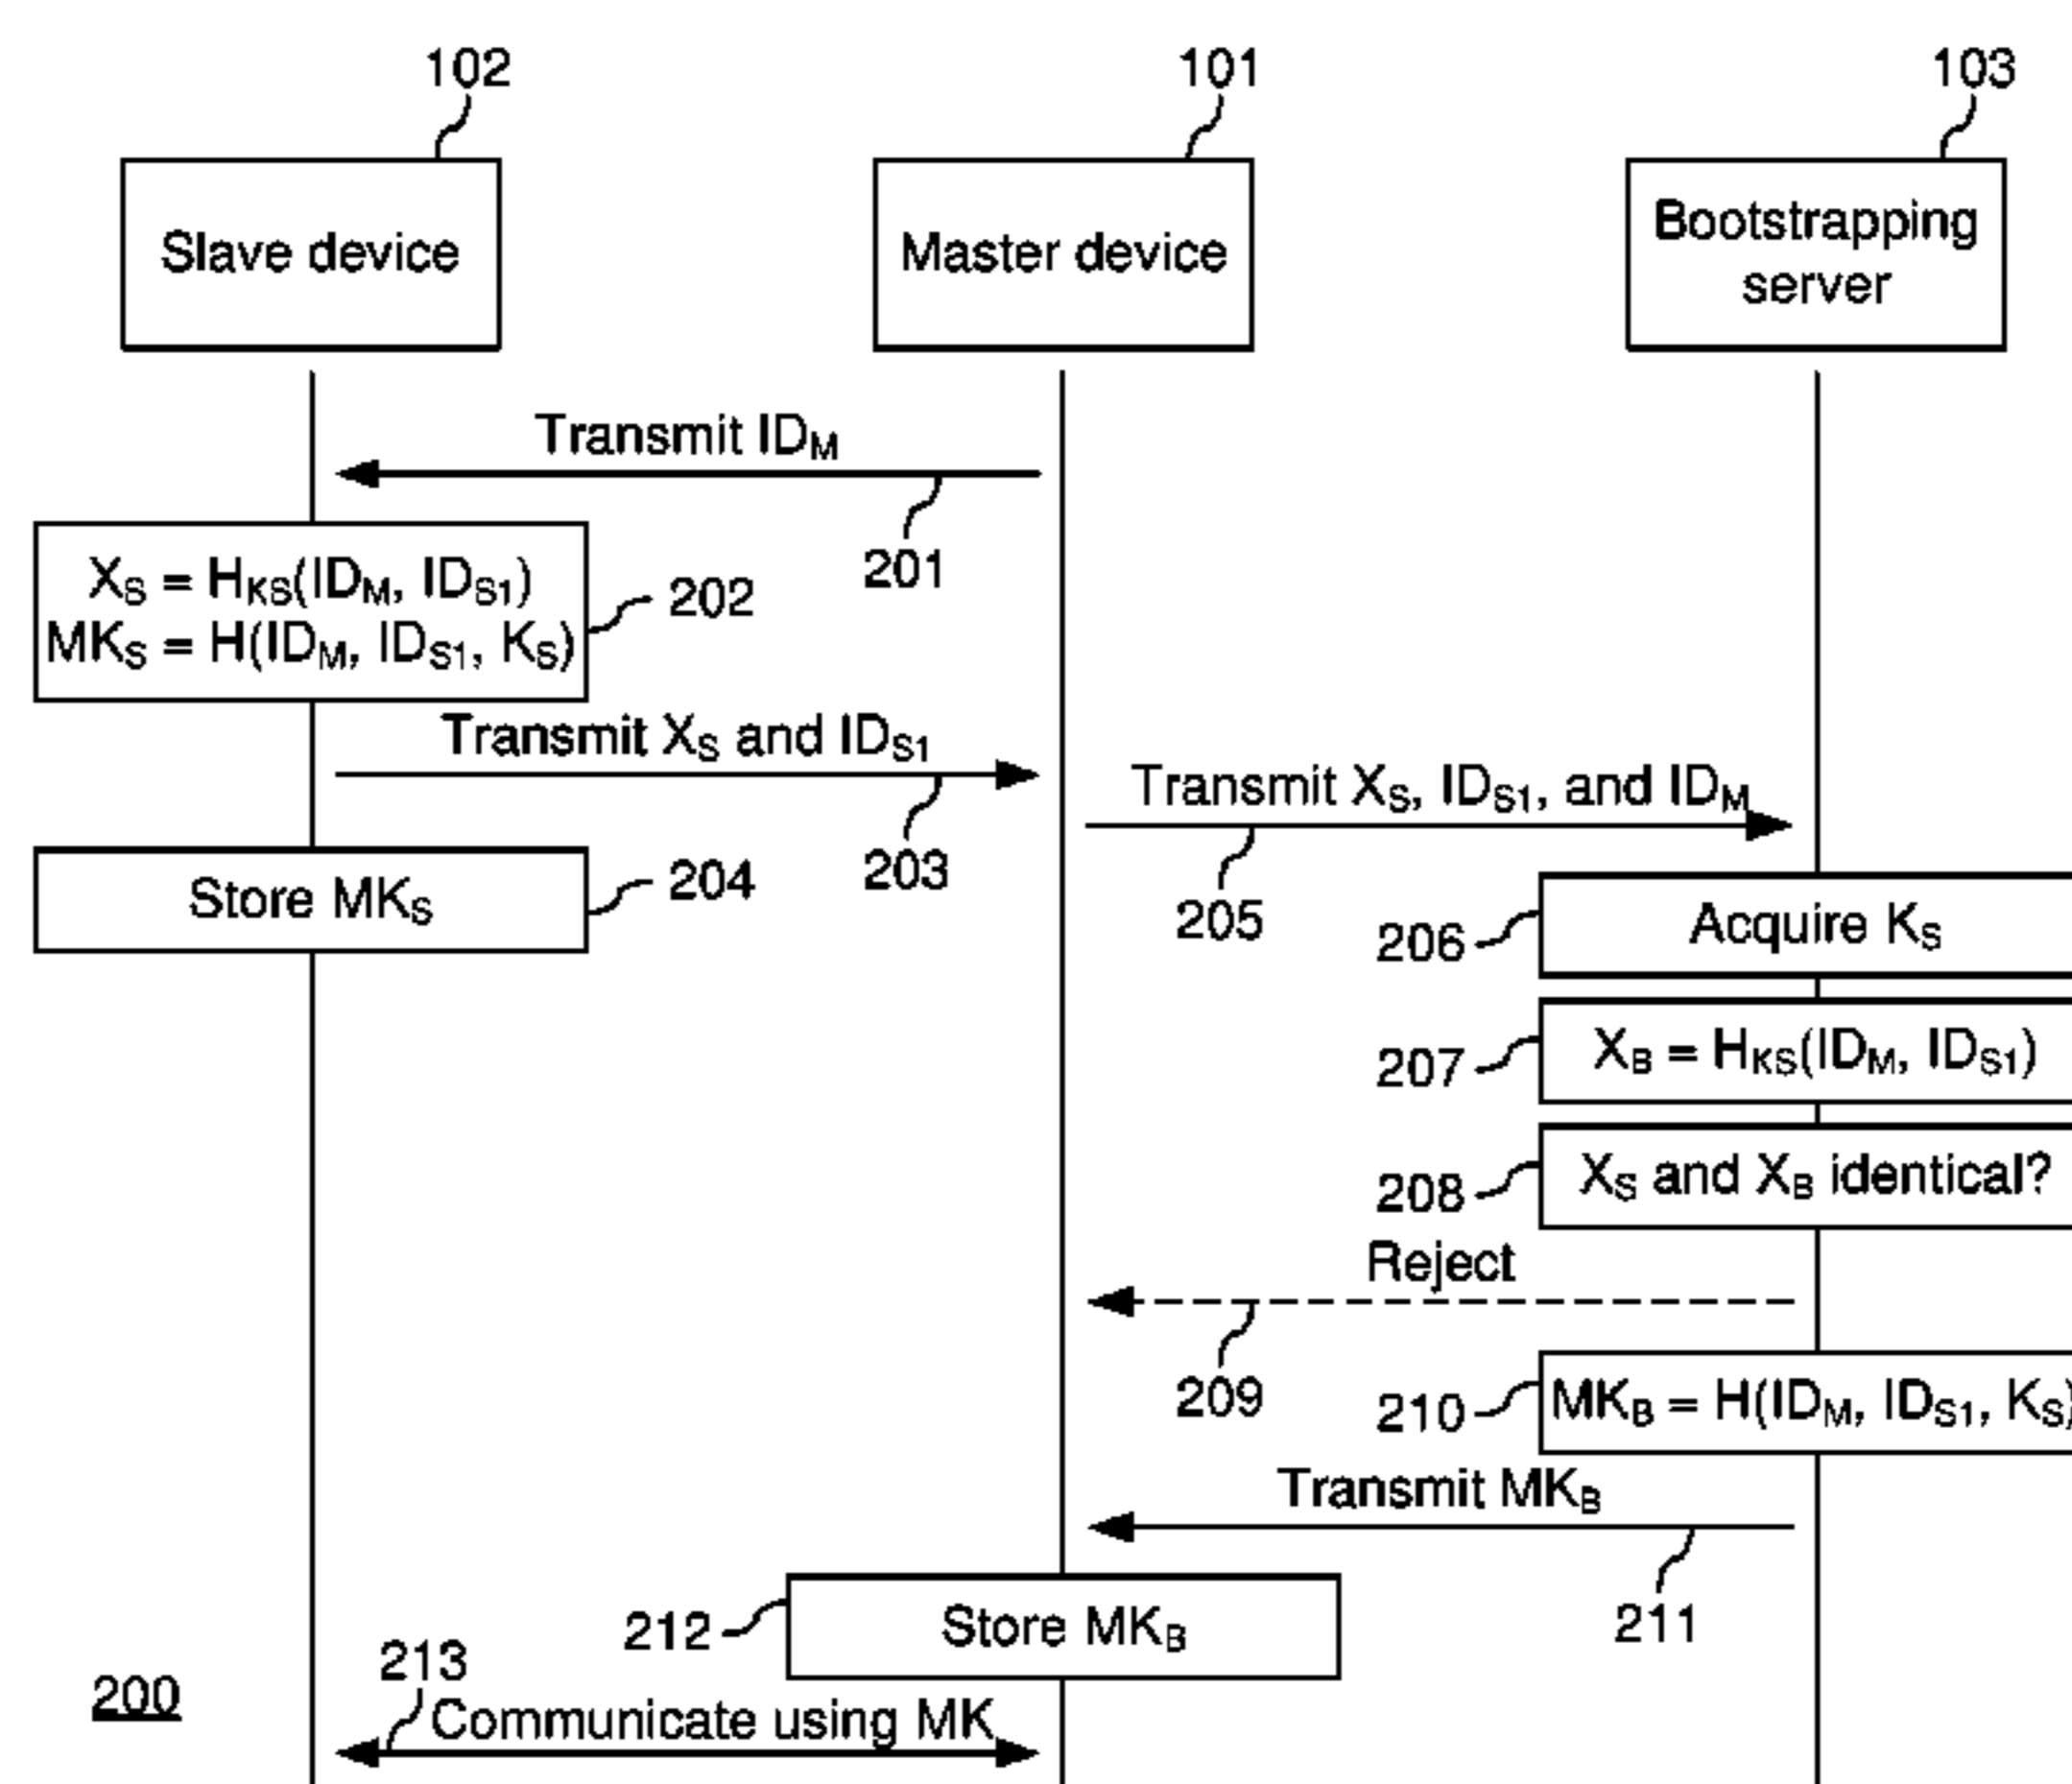 102
101
103
Slave device
Master device
Bootstrapping
server
Transmit IDM
201
XS = HKS(IDM, IDS1)
MKS = H(IDM, IDS1, KS)
202
Transmit XS and IDS1
203
Transmit XS, IDS1, and IDM
205
Store MKS
204
206
Acquire KS
207
XB = HKS(IDM, IDS1)
208
XS and XB identical?
Reject
209
210
MKB = H(IDM, IDS1, KS)
Transmit MKB
211
212
Store MKB
213
200
Communicate using MK